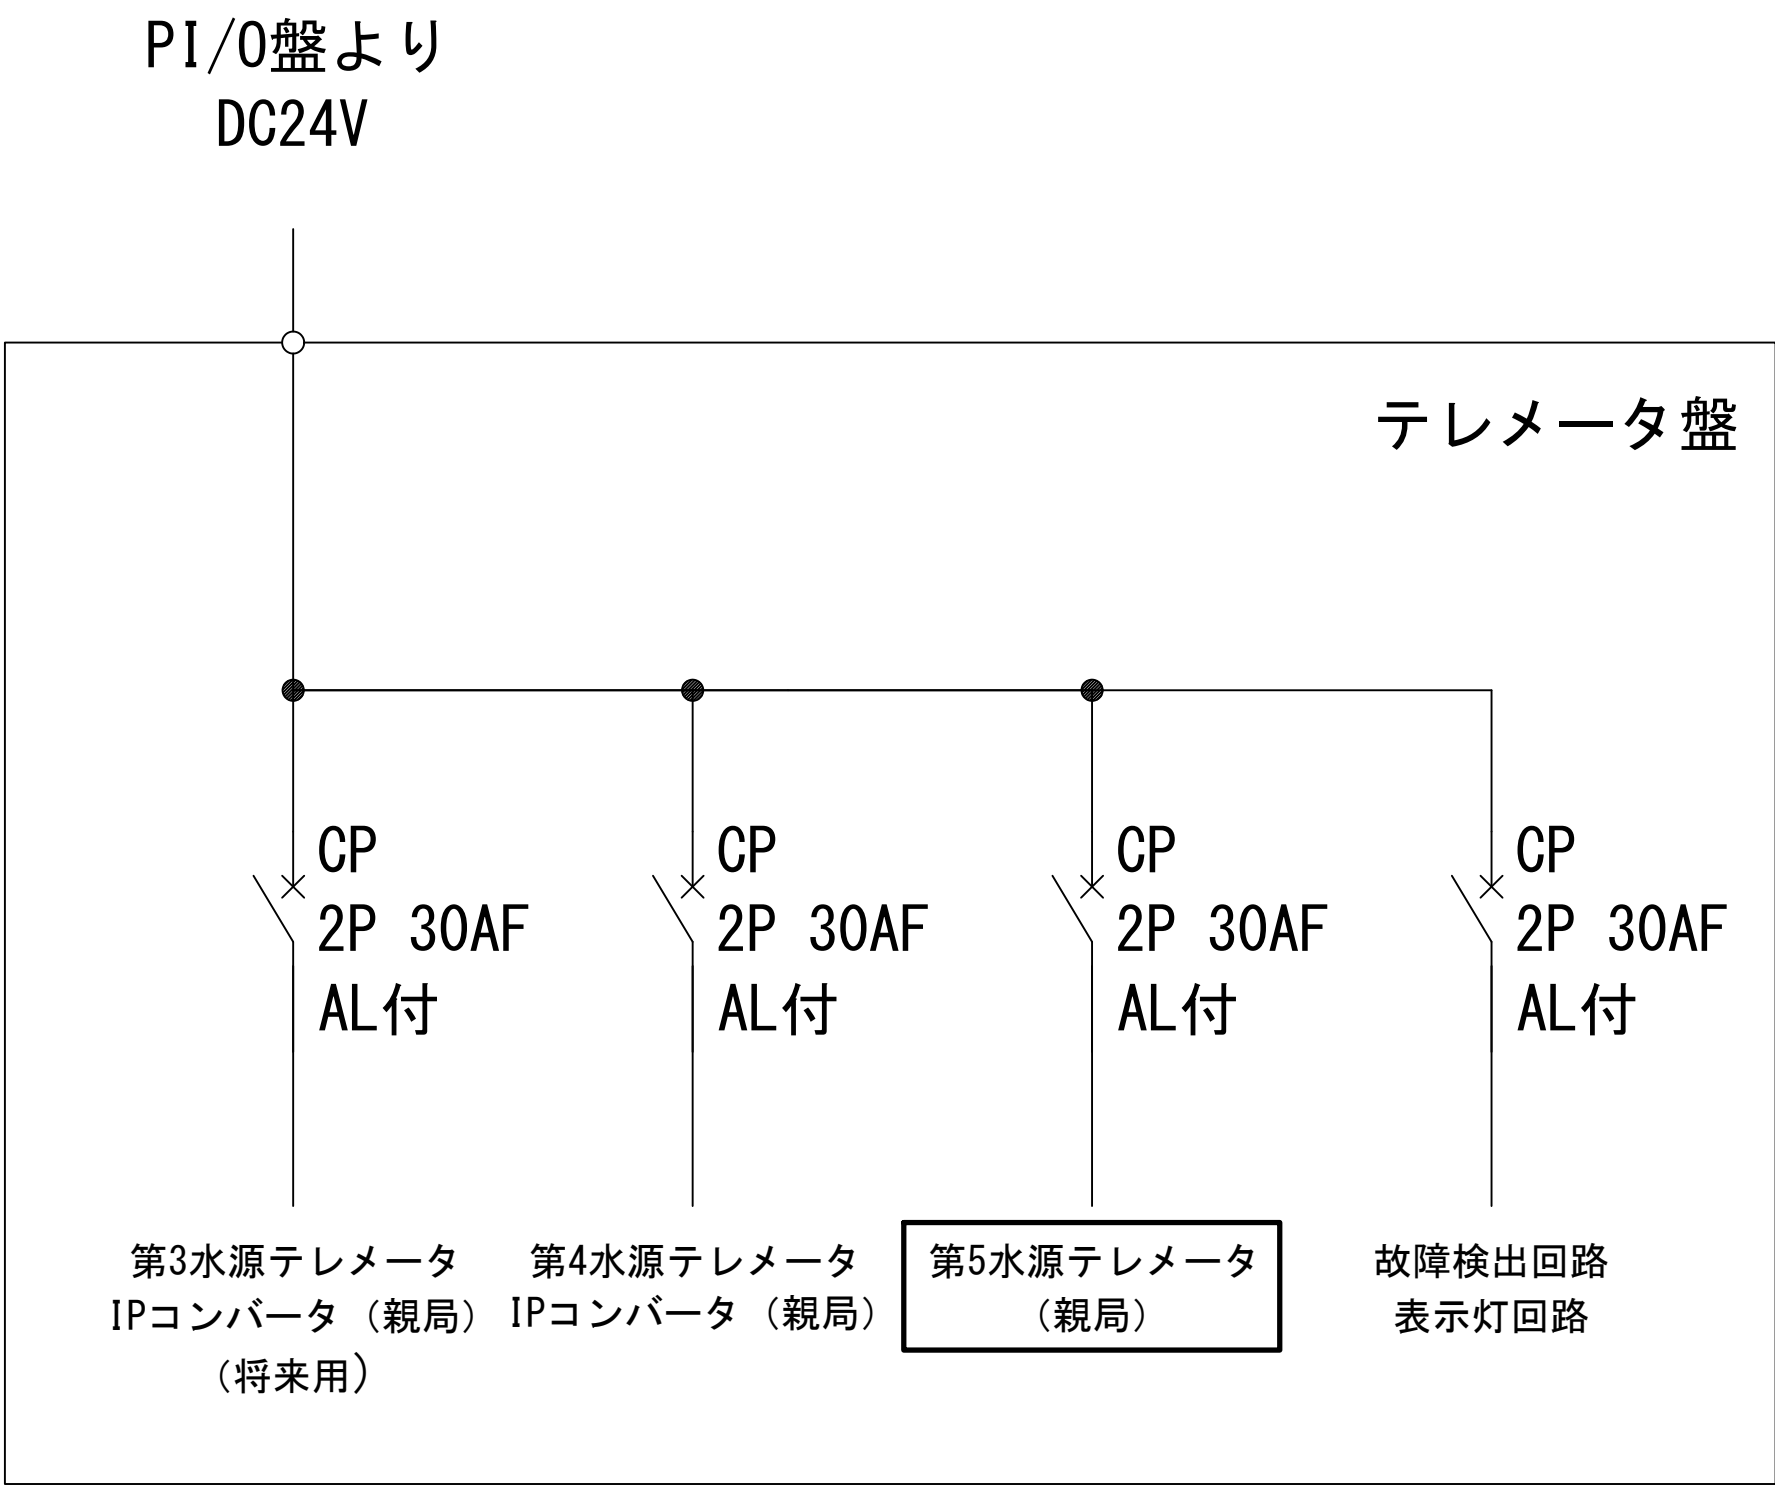 PI/O盤より
DC24V
テレメータ盤
CP
2P 30AF
AL付
CP
2P 30AF
AL付
CP
2P 30AF
AL付
CP
2P 30AF
AL付
第3水源テレメータ
IPコンバータ（親局）
（将来用）
第4水源テレメータ
IPコンバータ（親局）
第5水源テレメータ
（親局）
故障検出回路
表示灯回路